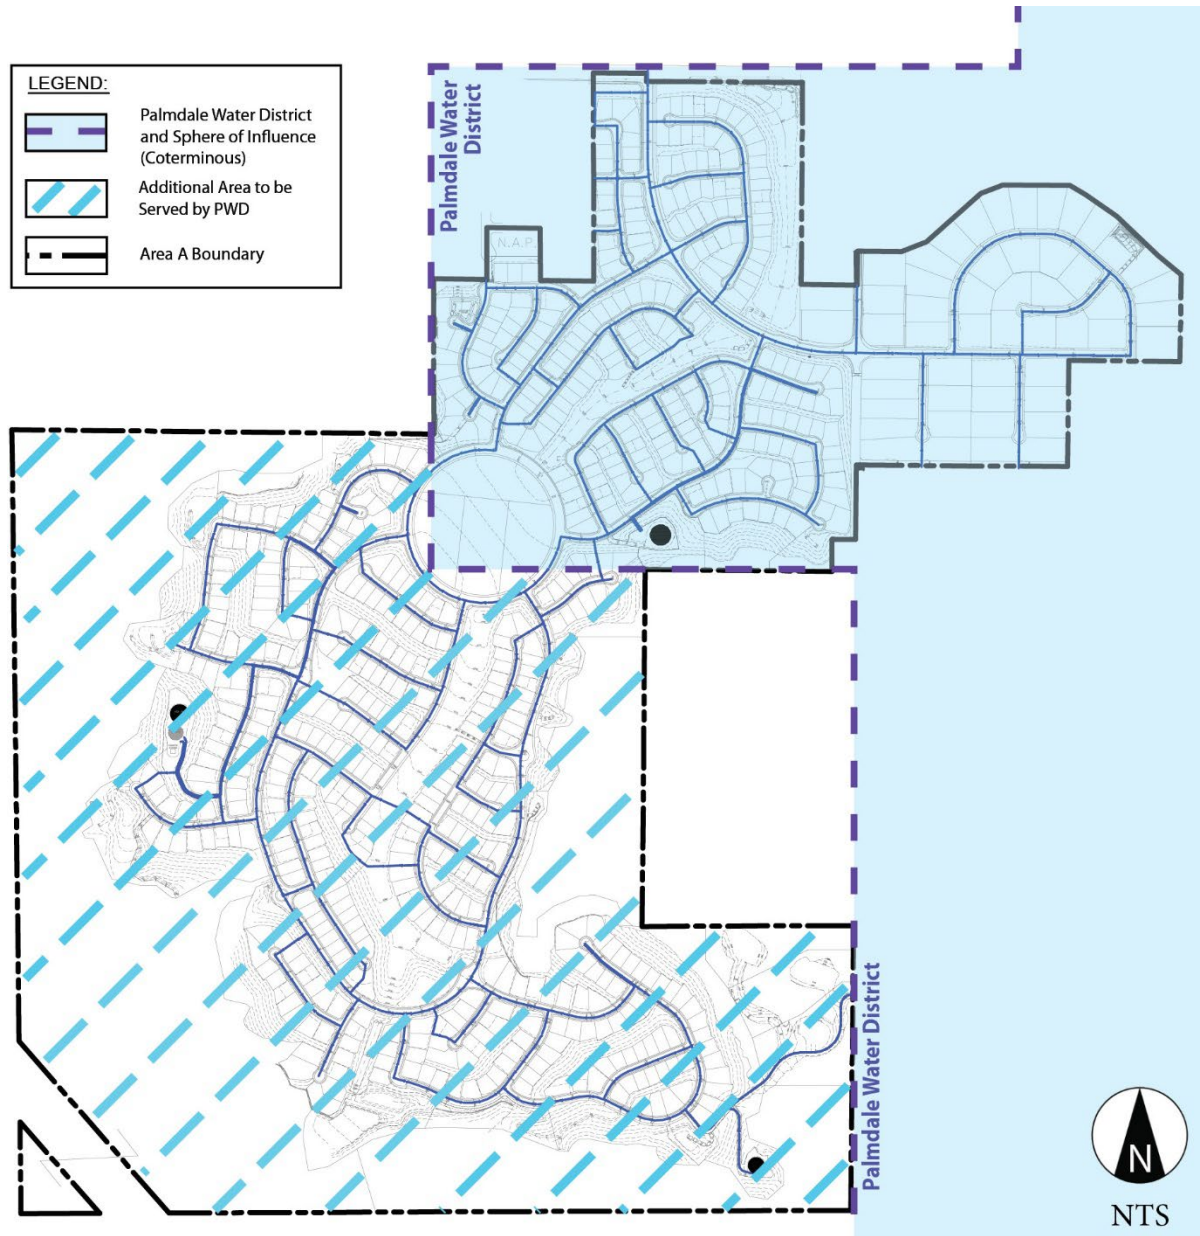 LEGEND:
Palmdale Water District
and Sphere of Influence
(Coterminous)
Additional Area to be
Served by PWD
Area A Boundary
Palmdale Water
District
N.A.P.
Palmdale Water District
N
NTS